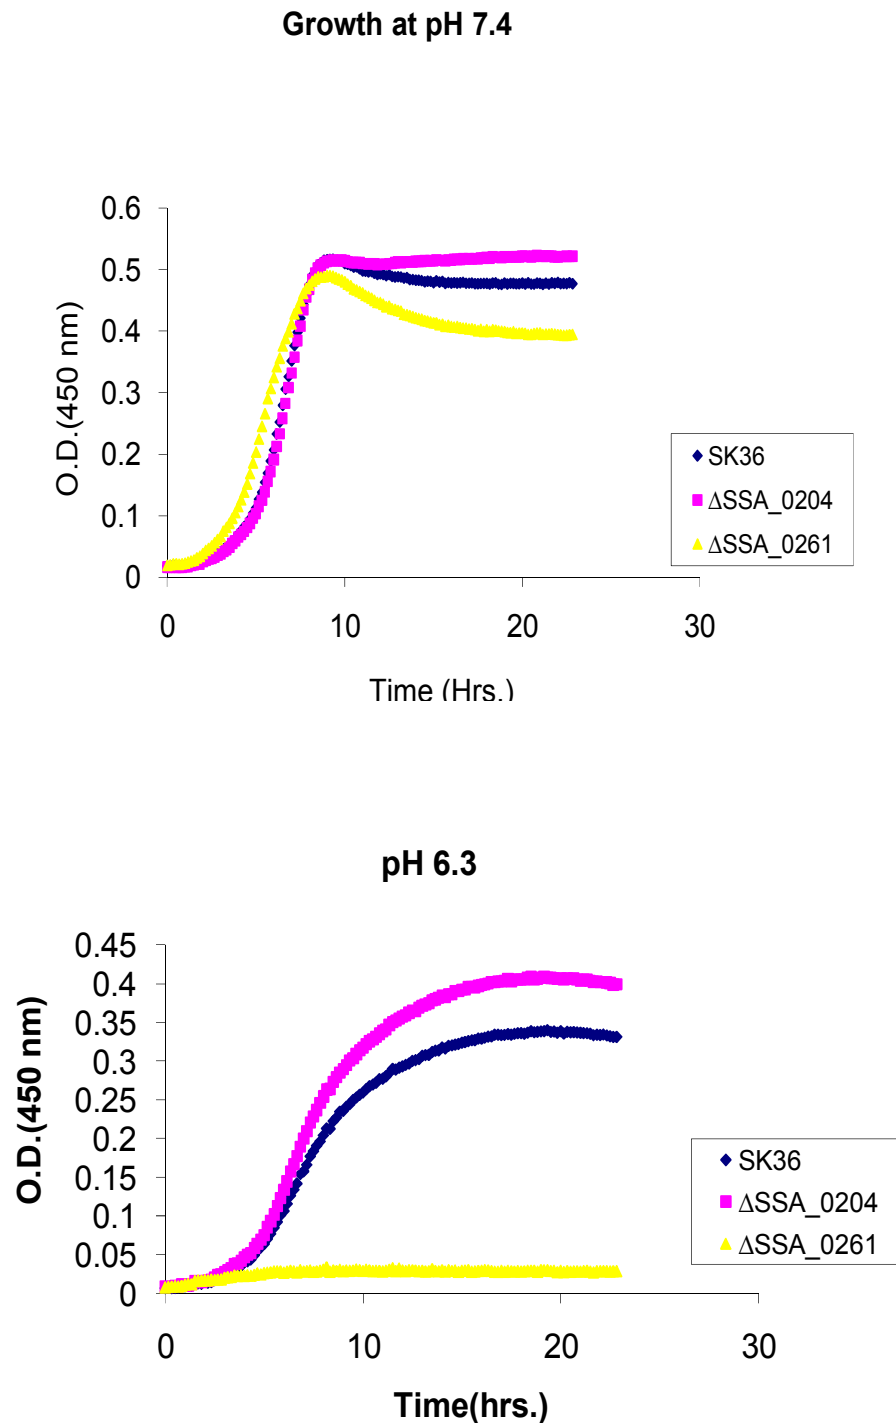 Growth at pH 7.4
0.6
0.5
0.4
0.3
0.2
0.1
0
O.D.(450 nm)
SK36
ΔSSA_0204
ΔSSA_0261
0 10 20 30
Time (Hrs.)
pH 6.3
0.45
0.4
0.35
0.3
0.25
0.2
0.15
0.1
0.05
0
O.D.(450 nm)
SK36
ΔSSA_0204
ΔSSA_0261
0 10 20 30
Time(hrs.)